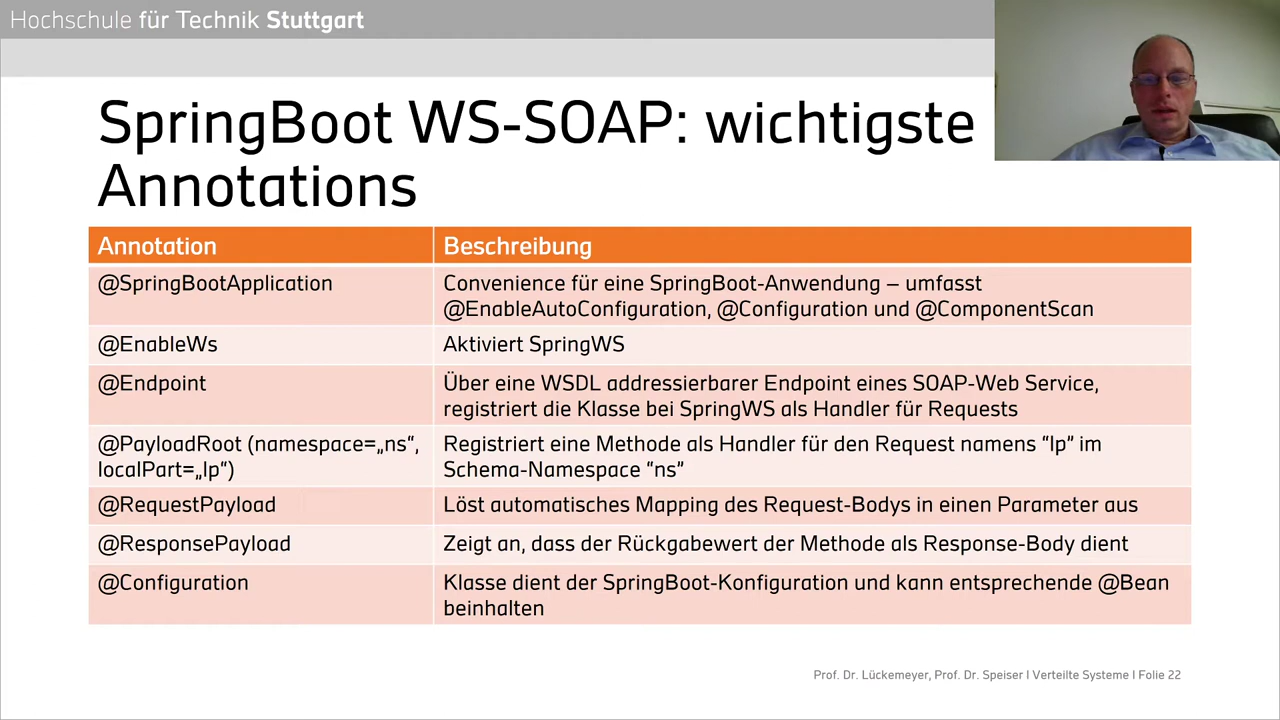 Hochschule für Technik Stuttgart
SpringBoot WS-SOAP: wichtigste
Annotations
Annotation
Beschreibung
@SpringBootApplication
Convenience für eine SpringBoot-Anwendung – umfasst
@EnableAutoConfiguration, @Configuration und @ComponentScan
@EnableWs
Aktiviert SpringWS
@Endpoint
Über eine WSDL addressierbarer Endpoint eines SOAP-Web Service,
registriert die Klasse bei SpringWS als Handler für Requests
@PayloadRoot (namespace=„ns“,
localPart=„lp“)
Registriert eine Methode als Handler für den Request namens “lp” im
Schema-Namespace “ns”
@RequestPayload
Löst automatisches Mapping des Request-Bodys in einen Parameter aus
@ResponsePayload
Zeigt an, dass der Rückgabewert der Methode als Response-Body dient
@Configuration
Klasse dient der SpringBoot-Konfiguration und kann entsprechende @Bean
beinhalten
Prof. Dr. Lückemeyer, Prof. Dr. Speiser I Verteilte Systeme I Folie 22